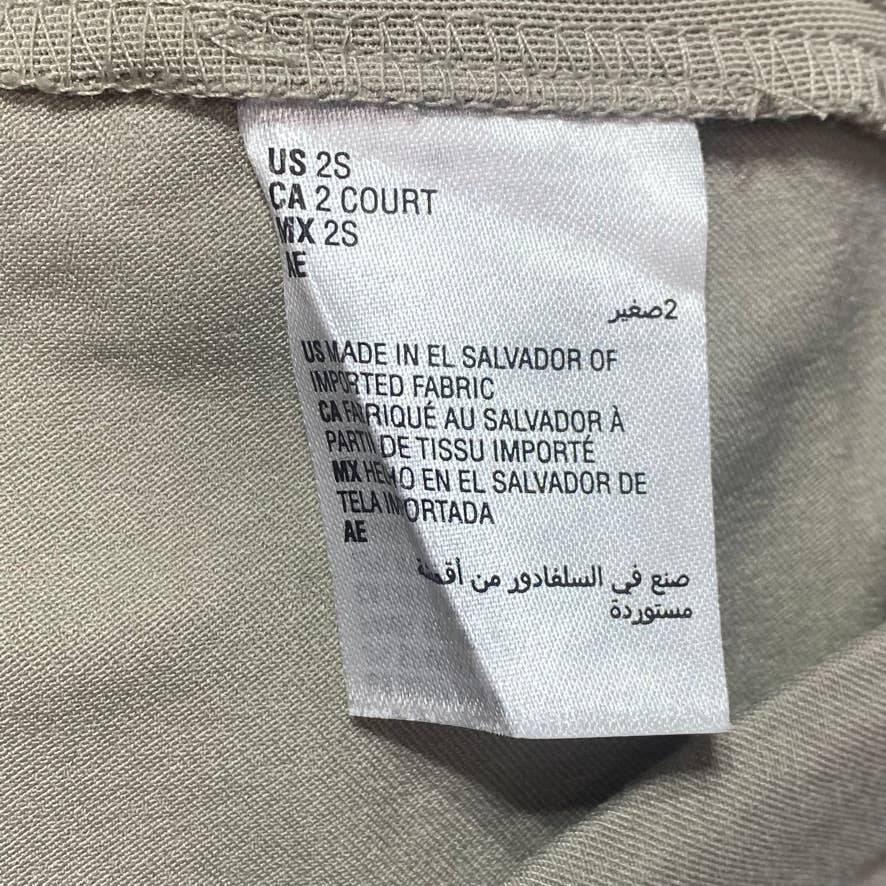 US 2S
CA 2 COURT
MX 2S
AE
2صغير
US MADE IN EL SALVADOR OF
IMPORTED FABRIC
CA FABRIQUÉ AU SALVADOR À
PARTIR DE TISSU IMPORTÉ
MX HECHO EN EL SALVADOR DE
TELA IMPORTADA
AE
صنع في السلفادور من أقمشة
مستوردة